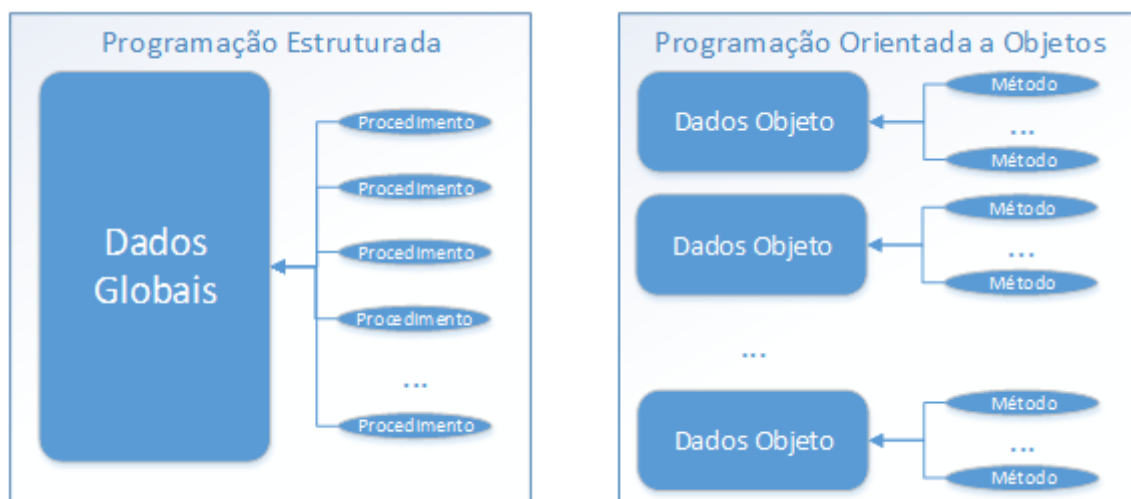 Programação Estruturada
Dados
Globais
Procedimento
Procedimento
Procedimento
Procedimento
...
Procedimento
Programação Orientada a Objetos
Dados Objeto
Método
...
Método
Dados Objeto
Método
...
Método
...
Dados Objeto
Método
...
Método